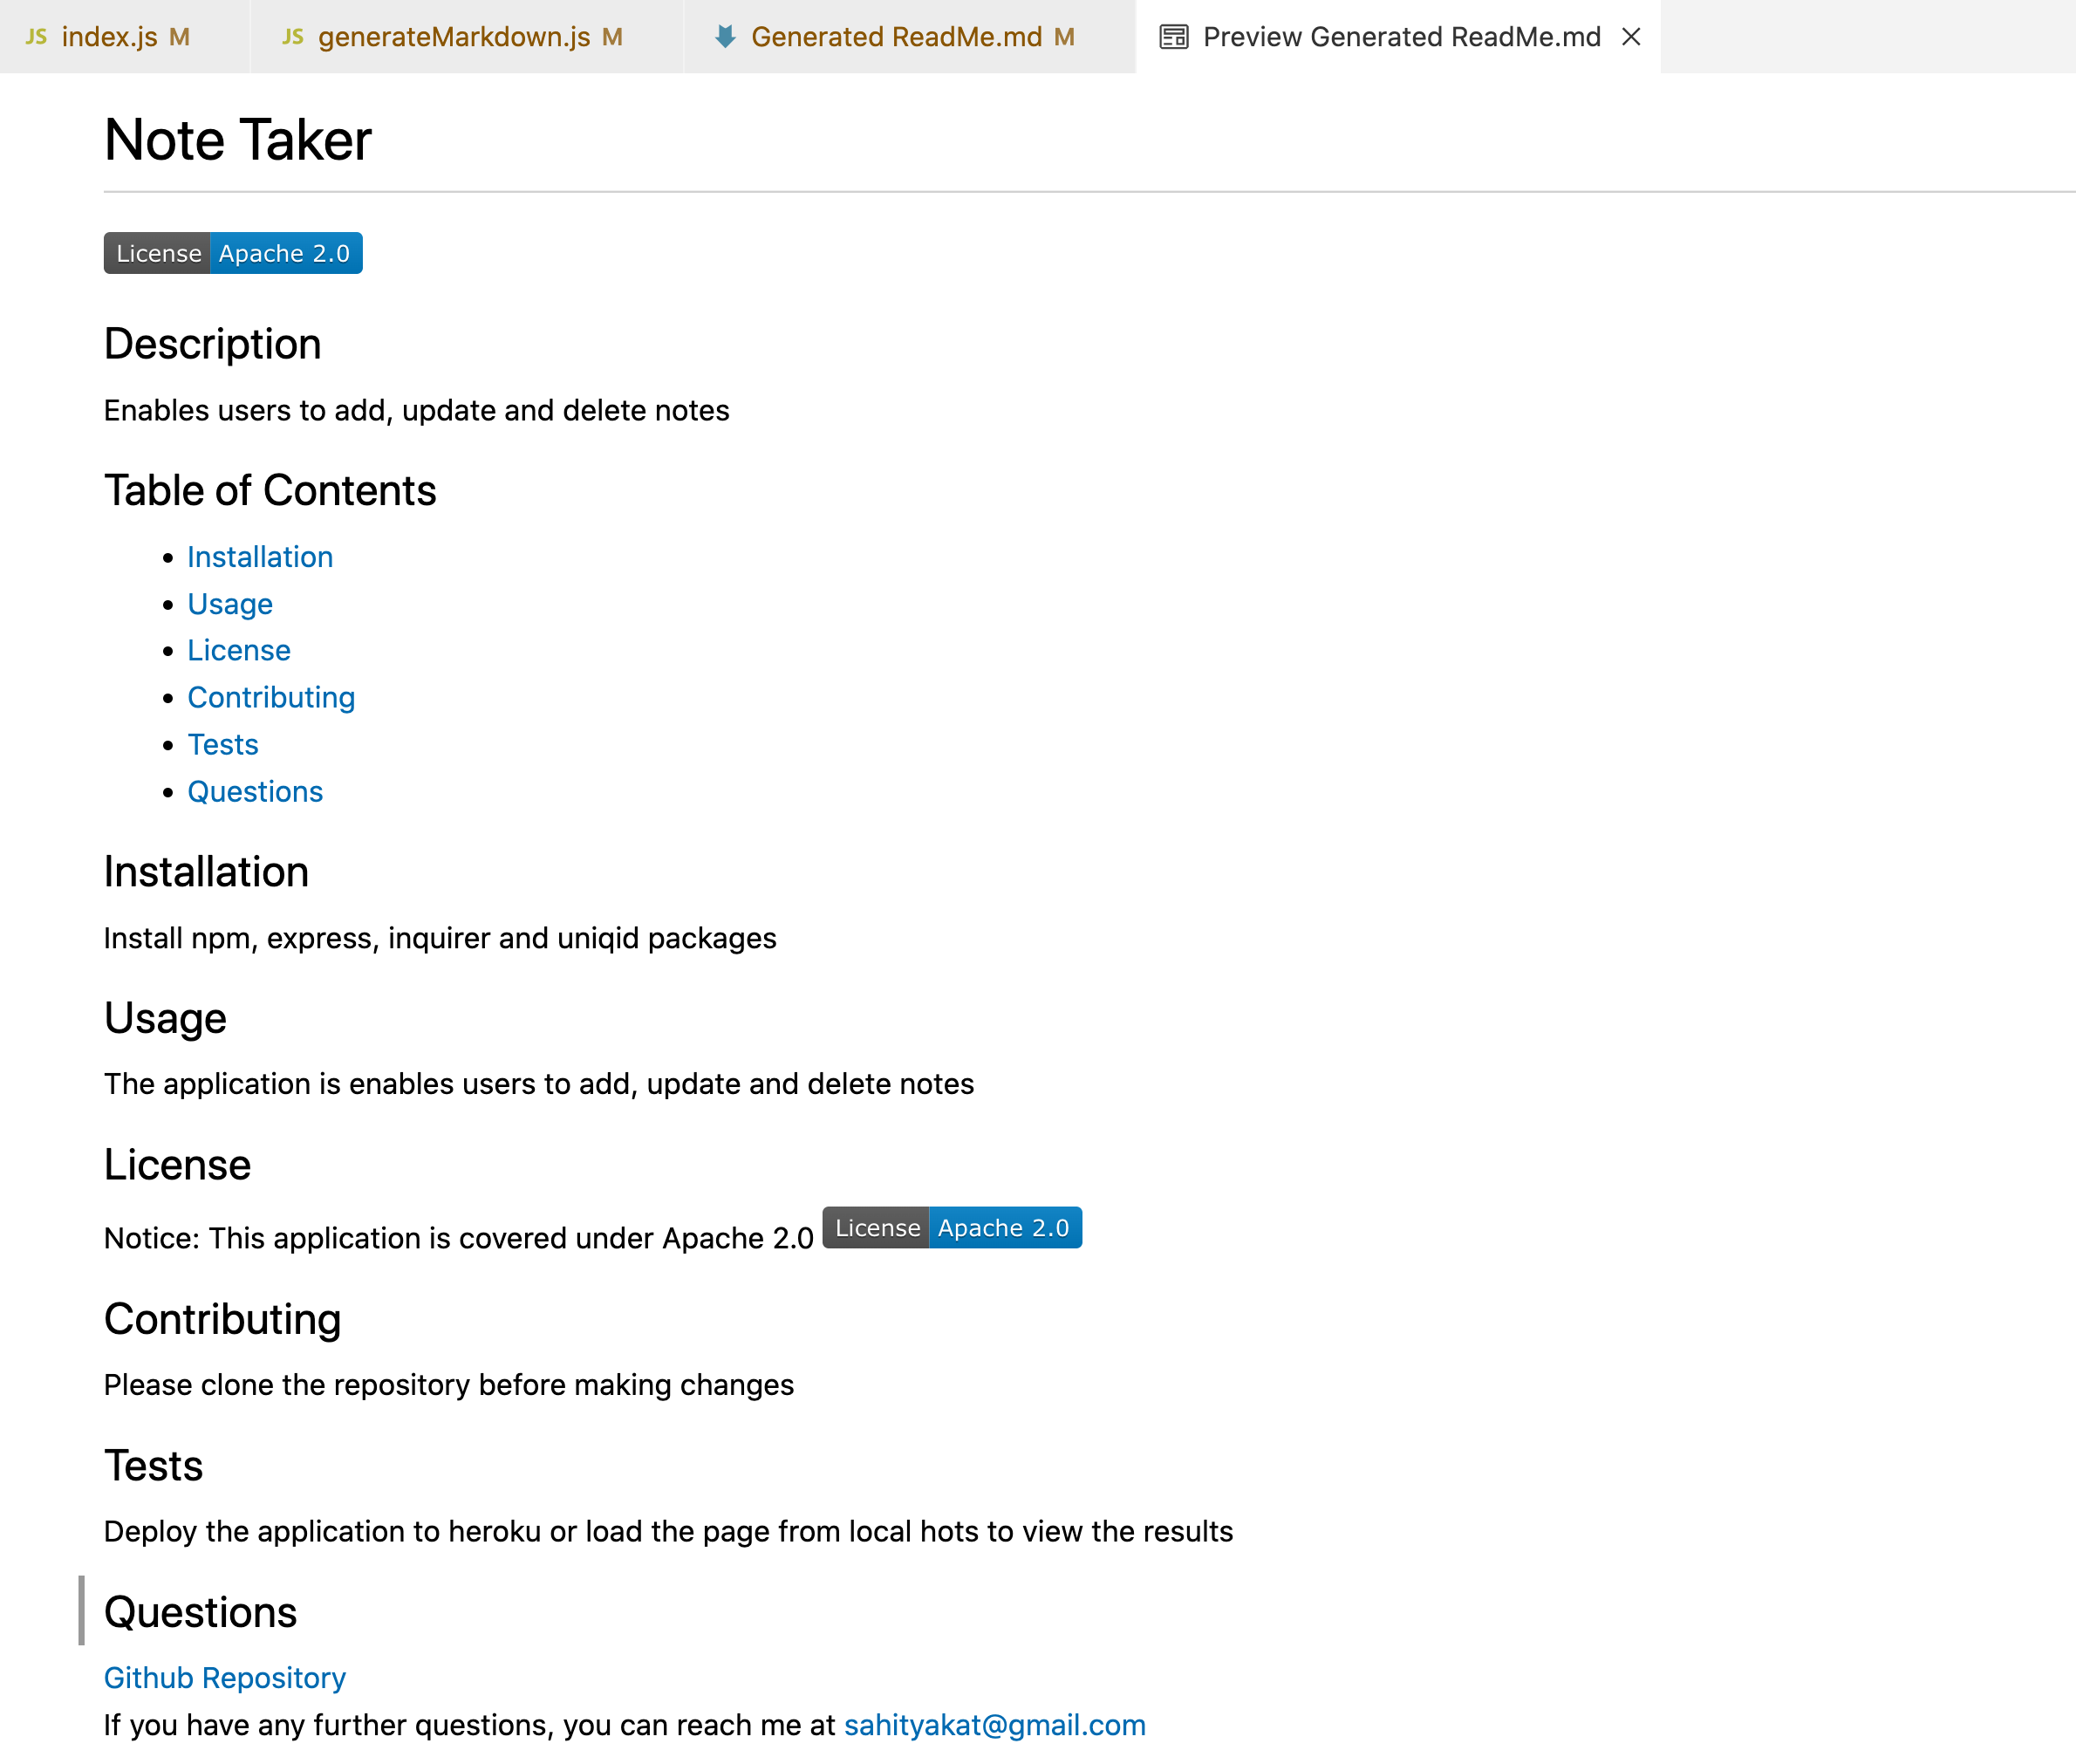 JS index.js M JS generateMarkdown.js M Generated ReadMe.md M Preview Generated ReadMe.md
Note Taker
License Apache 2.0
Description
Enables users to add, update and delete notes
Table of Contents
• Installation
• Usage
• License
• Contributing
• Tests
• Questions
Installation
Install npm, express, inquirer and uniqid packages
Usage
The application is enables users to add, update and delete notes
License
Notice: This application is covered under Apache 2.0 License Apache 2.0
Contributing
Please clone the repository before making changes
Tests
Deploy the application to heroku or load the page from local hots to view the results
Questions
Github Repository
If you have any further questions, you can reach me at sahityakat@gmail.com